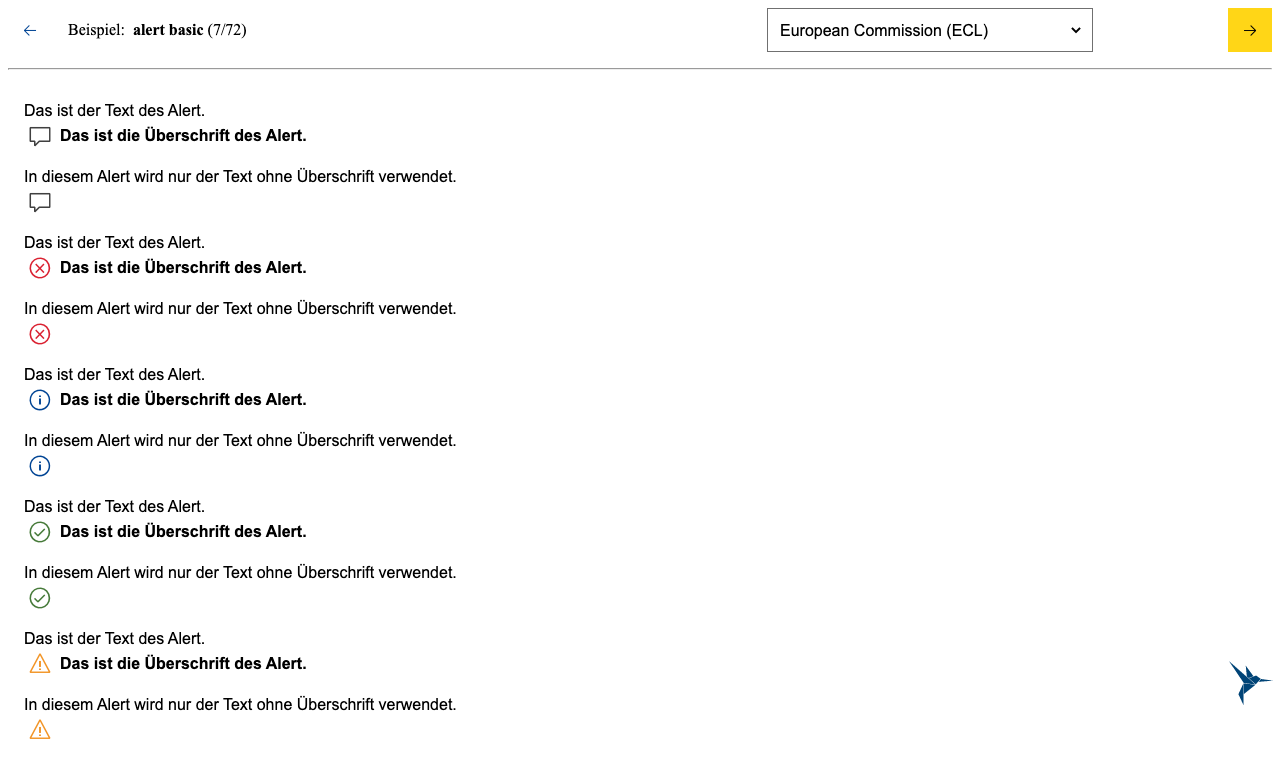 Beispiel: alert basic (7/72)
European Commission (ECL)
Das ist der Text des Alert.
Das ist die Überschrift des Alert.
In diesem Alert wird nur der Text ohne Überschrift verwendet.
Das ist der Text des Alert.
Das ist die Überschrift des Alert.
In diesem Alert wird nur der Text ohne Überschrift verwendet.
Das ist der Text des Alert.
Das ist die Überschrift des Alert.
In diesem Alert wird nur der Text ohne Überschrift verwendet.
Das ist der Text des Alert.
Das ist die Überschrift des Alert.
In diesem Alert wird nur der Text ohne Überschrift verwendet.
Das ist der Text des Alert.
Das ist die Überschrift des Alert.
In diesem Alert wird nur der Text ohne Überschrift verwendet.